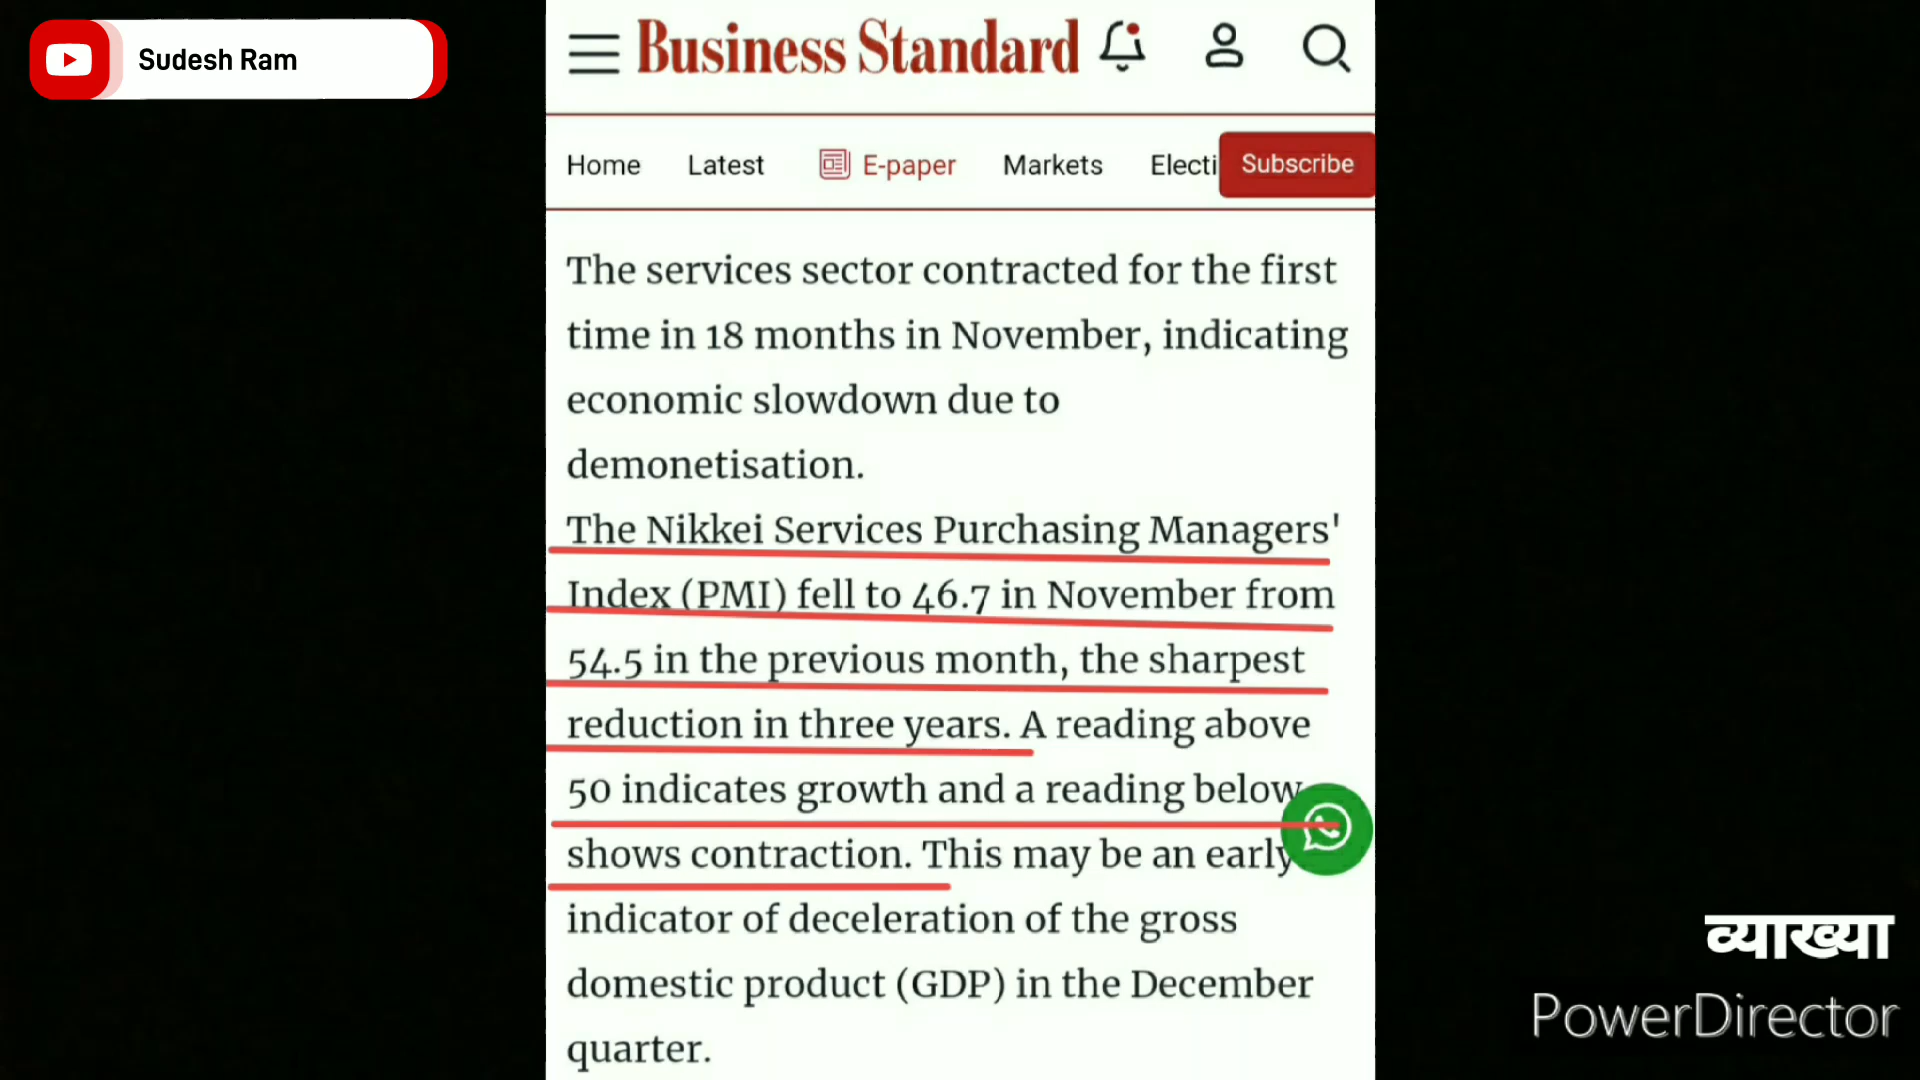 Sudesh Ram
Business Standard
Home Latest E-paper Markets Electi Subscribe
The services sector contracted for the first
time in 18 months in November, indicating
economic slowdown due to
demonetisation.
The Nikkei Services Purchasing Managers'
Index (PMI) fell to 46.7 in November from
54.5 in the previous month, the sharpest
reduction in three years. A reading above
50 indicates growth and a reading below
shows contraction. This may be an early
indicator of deceleration of the gross
domestic product (GDP) in the December
quarter.
व्याख्या
PowerDirector